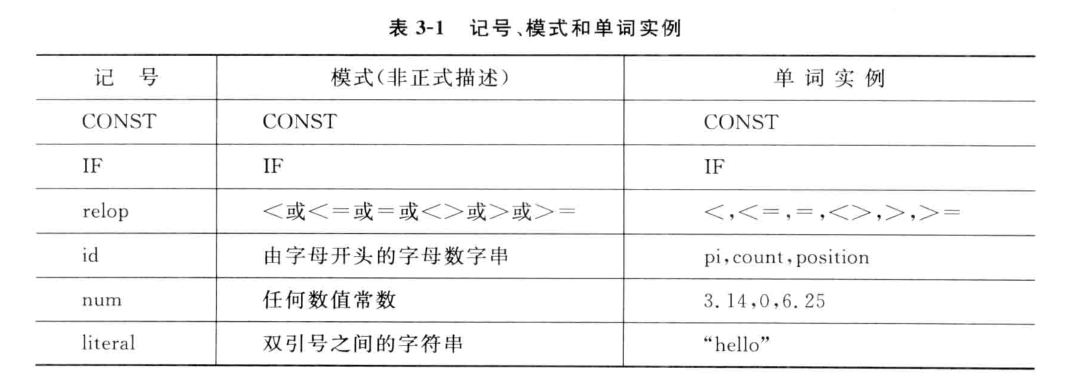 表 3-1 记号、模式和单词实例
记 号 模式(非正式描述) 单 词 实 例
CONST CONST CONST
IF IF IF
relop <或<=或=或<>或>或>= <,<=,=,<>,>,>=
id 由字母开头的字母数字串 pi,count,position
num 任何数值常数 3.14,0,6.25
literal 双引号之间的字符串 “hello”